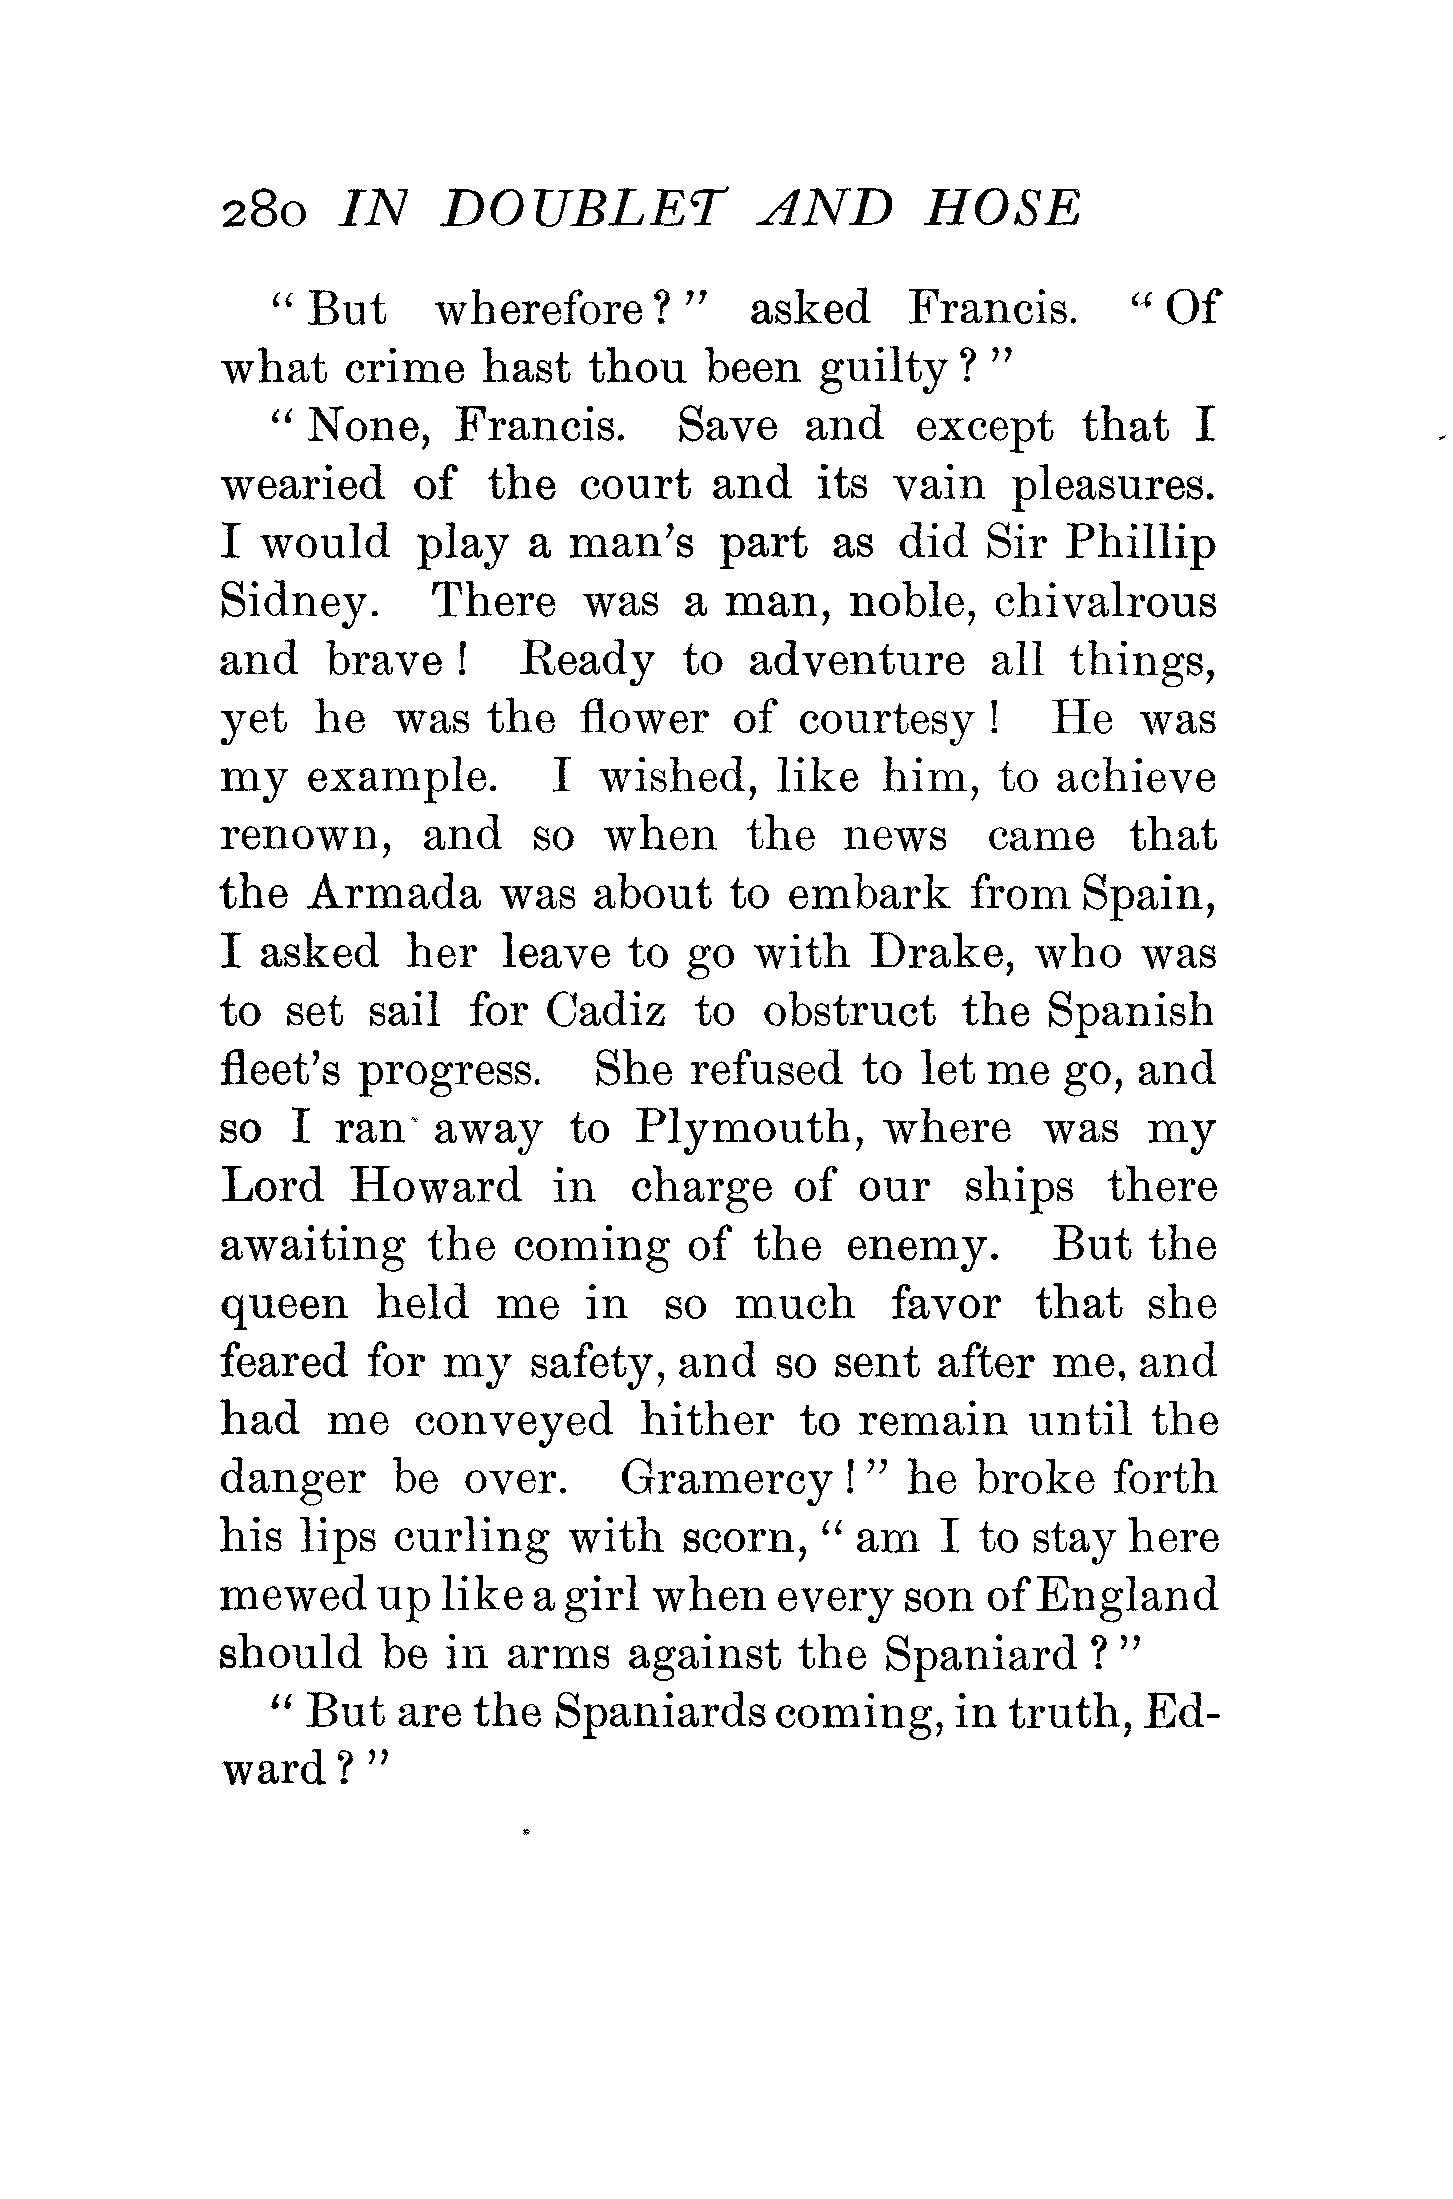 280 IN DOUBLET AND HOSE
“ But wherefore ? ” asked Francis. “ Of
what crime hast thou been guilty ? ”
“ None, Francis. Save and except that I
wearied of the court and its vain pleasures.
I would play a man’s part as did Sir Phillip
Sidney. There was a man, noble, chivalrous
and brave ! Ready to adventure all things,
yet he was the flower of courtesy ! He was
my example. I wished, like him, to achieve
renown, and so when the news came that
the Armada was about to embark from Spain,
I asked her leave to go with Drake, who was
to set sail for Cadiz to obstruct the Spanish
fleet’s progress. She refused to let me go, and
so I ran away to Plymouth, where was my
Lord Howard in charge of our ships there
awaiting the coming of the enemy. But the
queen held me in so much favor that she
feared for my safety, and so sent after me, and
had me conveyed hither to remain until the
danger be over. Gramercy ! ” he broke forth
his lips curling with scorn, “ am I to stay here
mewed up like a girl when every son of England
should be in arms against the Spaniard ? ”
“ But are the Spaniards coming, in truth, Ed-
ward ? ”